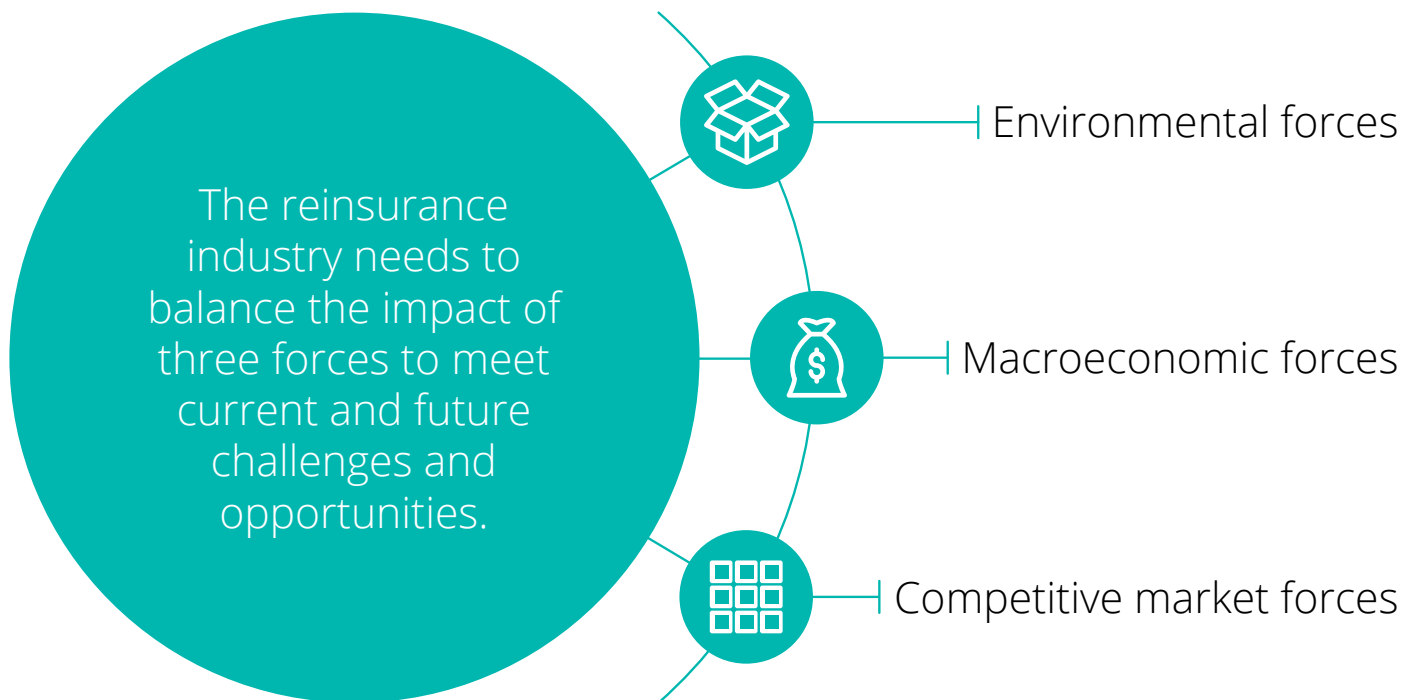 The reinsurance
industry needs to
balance the impact of
three forces to meet
current and future
challenges and
opportunities.
Environmental forces
$
Macroeconomic forces
Competitive market forces